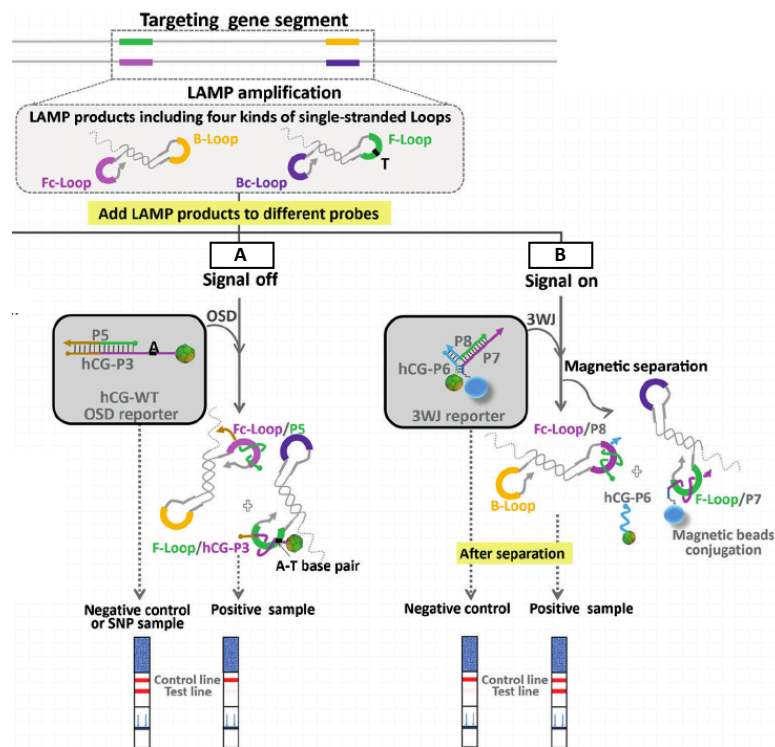 Targeting gene segment
LAMP amplification
LAMP products including four kinds of single-stranded Loops
B-Loop
F-Loop
Fc-Loop
Bc-Loop
T
Add LAMP products to different probes
A
B
Signal off
Signal on
OSD
3WJ
P5
A
hCG-P3
hCG-WT
OSD reporter
P8
P7
hCG-P6
3WJ reporter
Magnetic separation
Fc-Loop/P5
Fc-Loop/P8
B-Loop
hCG-P6
F-Loop/P7
Magnetic beads
conjugation
F-Loop/hCG-P3
A-T base pair
After separation
Negative control
or SNP sample
Positive sample
Negative control
Positive sample
Control line
Test line
Control line
Test line